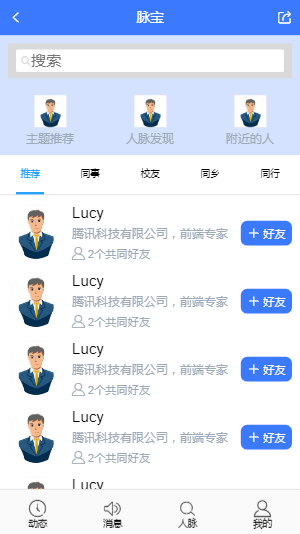 脉宝
搜索
主题推荐 人脉发现 附近的人
推荐 同事 校友 同乡 同行
Lucy
腾讯科技有限公司，前端专家
+ 好友
2个共同好友
Lucy
腾讯科技有限公司，前端专家
+ 好友
2个共同好友
Lucy
腾讯科技有限公司，前端专家
+ 好友
2个共同好友
Lucy
腾讯科技有限公司，前端专家
+ 好友
2个共同好友
Lucy
动态 消息 人脉 我的